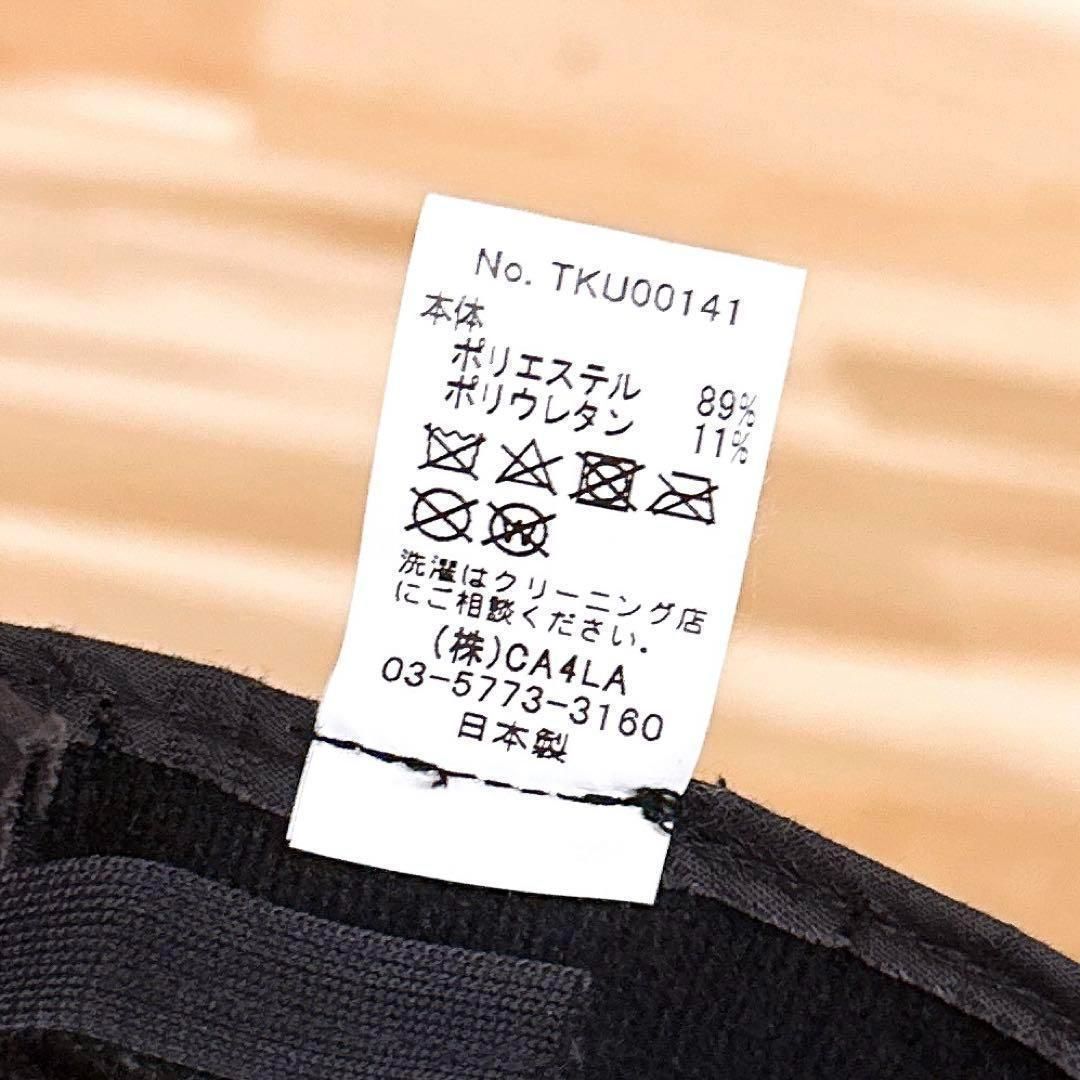 No. TKU00141
本体
ポリエステル 89%
ポリウレタン 11%
W
洗濯はクリーニング店
にご相談ください.
(株)CA4LA
03-5773-3160
日本製